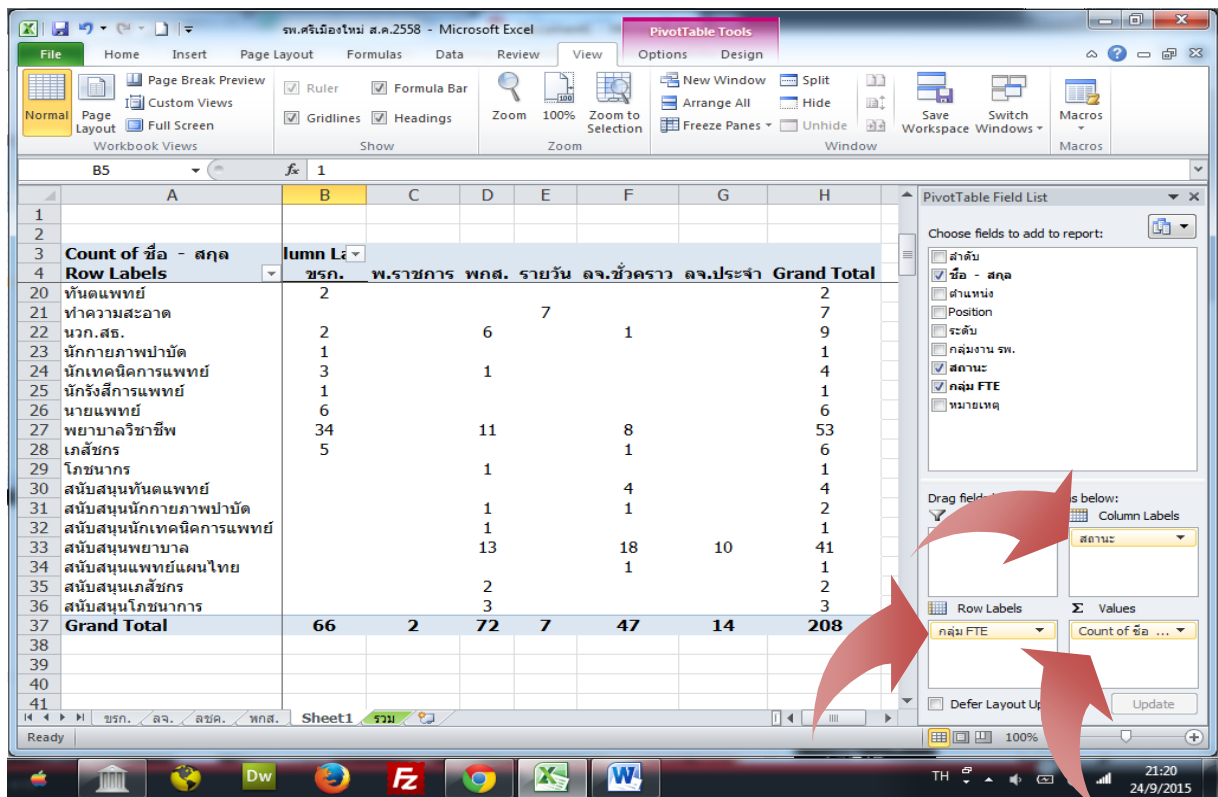 รพ.ศรีเมืองใหม่ ส.ค.2558 - Microsoft Excel
PivotTable Tools
File Home Insert Page Layout Formulas Data Review View Options Design
Normal
Page Layout
Page Break Preview
Custom Views
Full Screen
Workbook Views
Ruler
Formula Bar
Gridlines
Headings
Show
Zoom
100%
Zoom to Selection
Zoom
New Window
Arrange All
Freeze Panes
Split
Hide
Unhide
Window
Save Workspace
Switch Windows
Macros
Macros
B5 fx 1
A B C D E F G H
1
2
3 Count of ชื่อ - สกุล lumn La
4 Row Labels ขรก. พ.ราชการ พกส. รายวัน ลจ.ชั่วคราว ลจ.ประจำ Grand Total
20 ทันตแพทย์ 2 2
21 ทำความสะอาด 7 7
22 นวก.สธ. 2 6 1 9
23 นักกายภาพบำบัด 1 1
24 นักเทคนิคการแพทย์ 3 1 4
25 นักรังสีการแพทย์ 1 1
26 นายแพทย์ 6 6
27 พยาบาลวิชาชีพ 34 11 8 53
28 เภสัชกร 5 1 6
29 โภชนากร 1 1
30 สนับสนุนทันตแพทย์ 4 4
31 สนับสนุนนักกายภาพบำบัด 1 1 2
32 สนับสนุนนักเทคนิคการแพทย์ 1 1
33 สนับสนุนพยาบาล 13 18 10 41
34 สนับสนุนแพทย์แผนไทย 1 1
35 สนับสนุนเภสัชกร 2 2
36 สนับสนุนโภชนาการ 3 3
37 Grand Total 66 2 72 7 47 14 208
38
39
40
41
ขรก. ลจ. ลชค. พกส. Sheet1 รวม
Ready 100%
PivotTable Field List
Choose fields to add to report:
ลำดับ
ชื่อ - สกุล
ตำแหน่ง
Position
ระดับ
กลุ่มงาน รพ.
สถานะ
กลุ่ม FTE
หมายเหตุ
Drag fields s below:
Column Labels
สถานะ
Row Labels Σ Values
กลุ่ม FTE Count of ชื่อ ...
Defer Layout Up Update
Dw Fz W
TH 21:20
24/9/2015